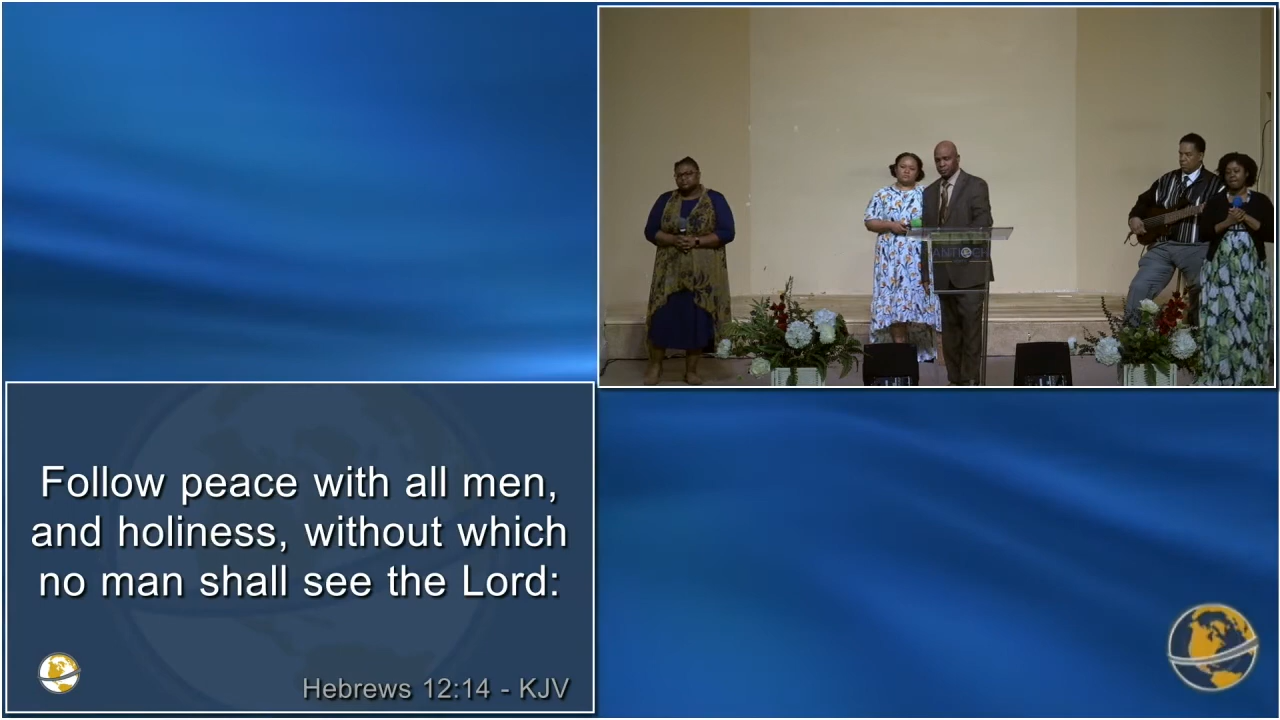 ANTIOCH
Follow peace with all men,
and holiness, without which
no man shall see the Lord:
Hebrews 12:14 - KJV